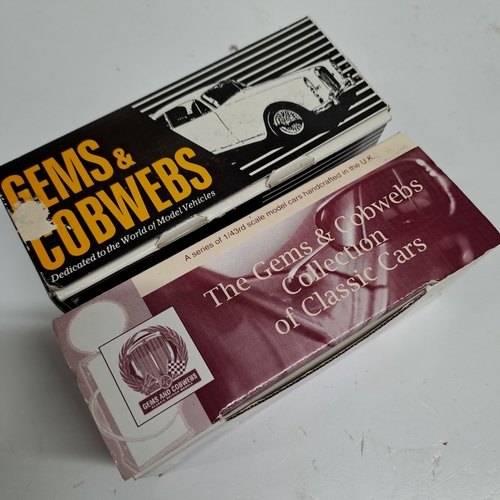 GEMS &
COBWEBS
Dedicated to the World of Model Vehicles
A series of 1/43rd scale model cars handcrafted in the U.K.
The Gems & Cobwebs
Collection
of Classic Cars
GEMS AND COBWEBS